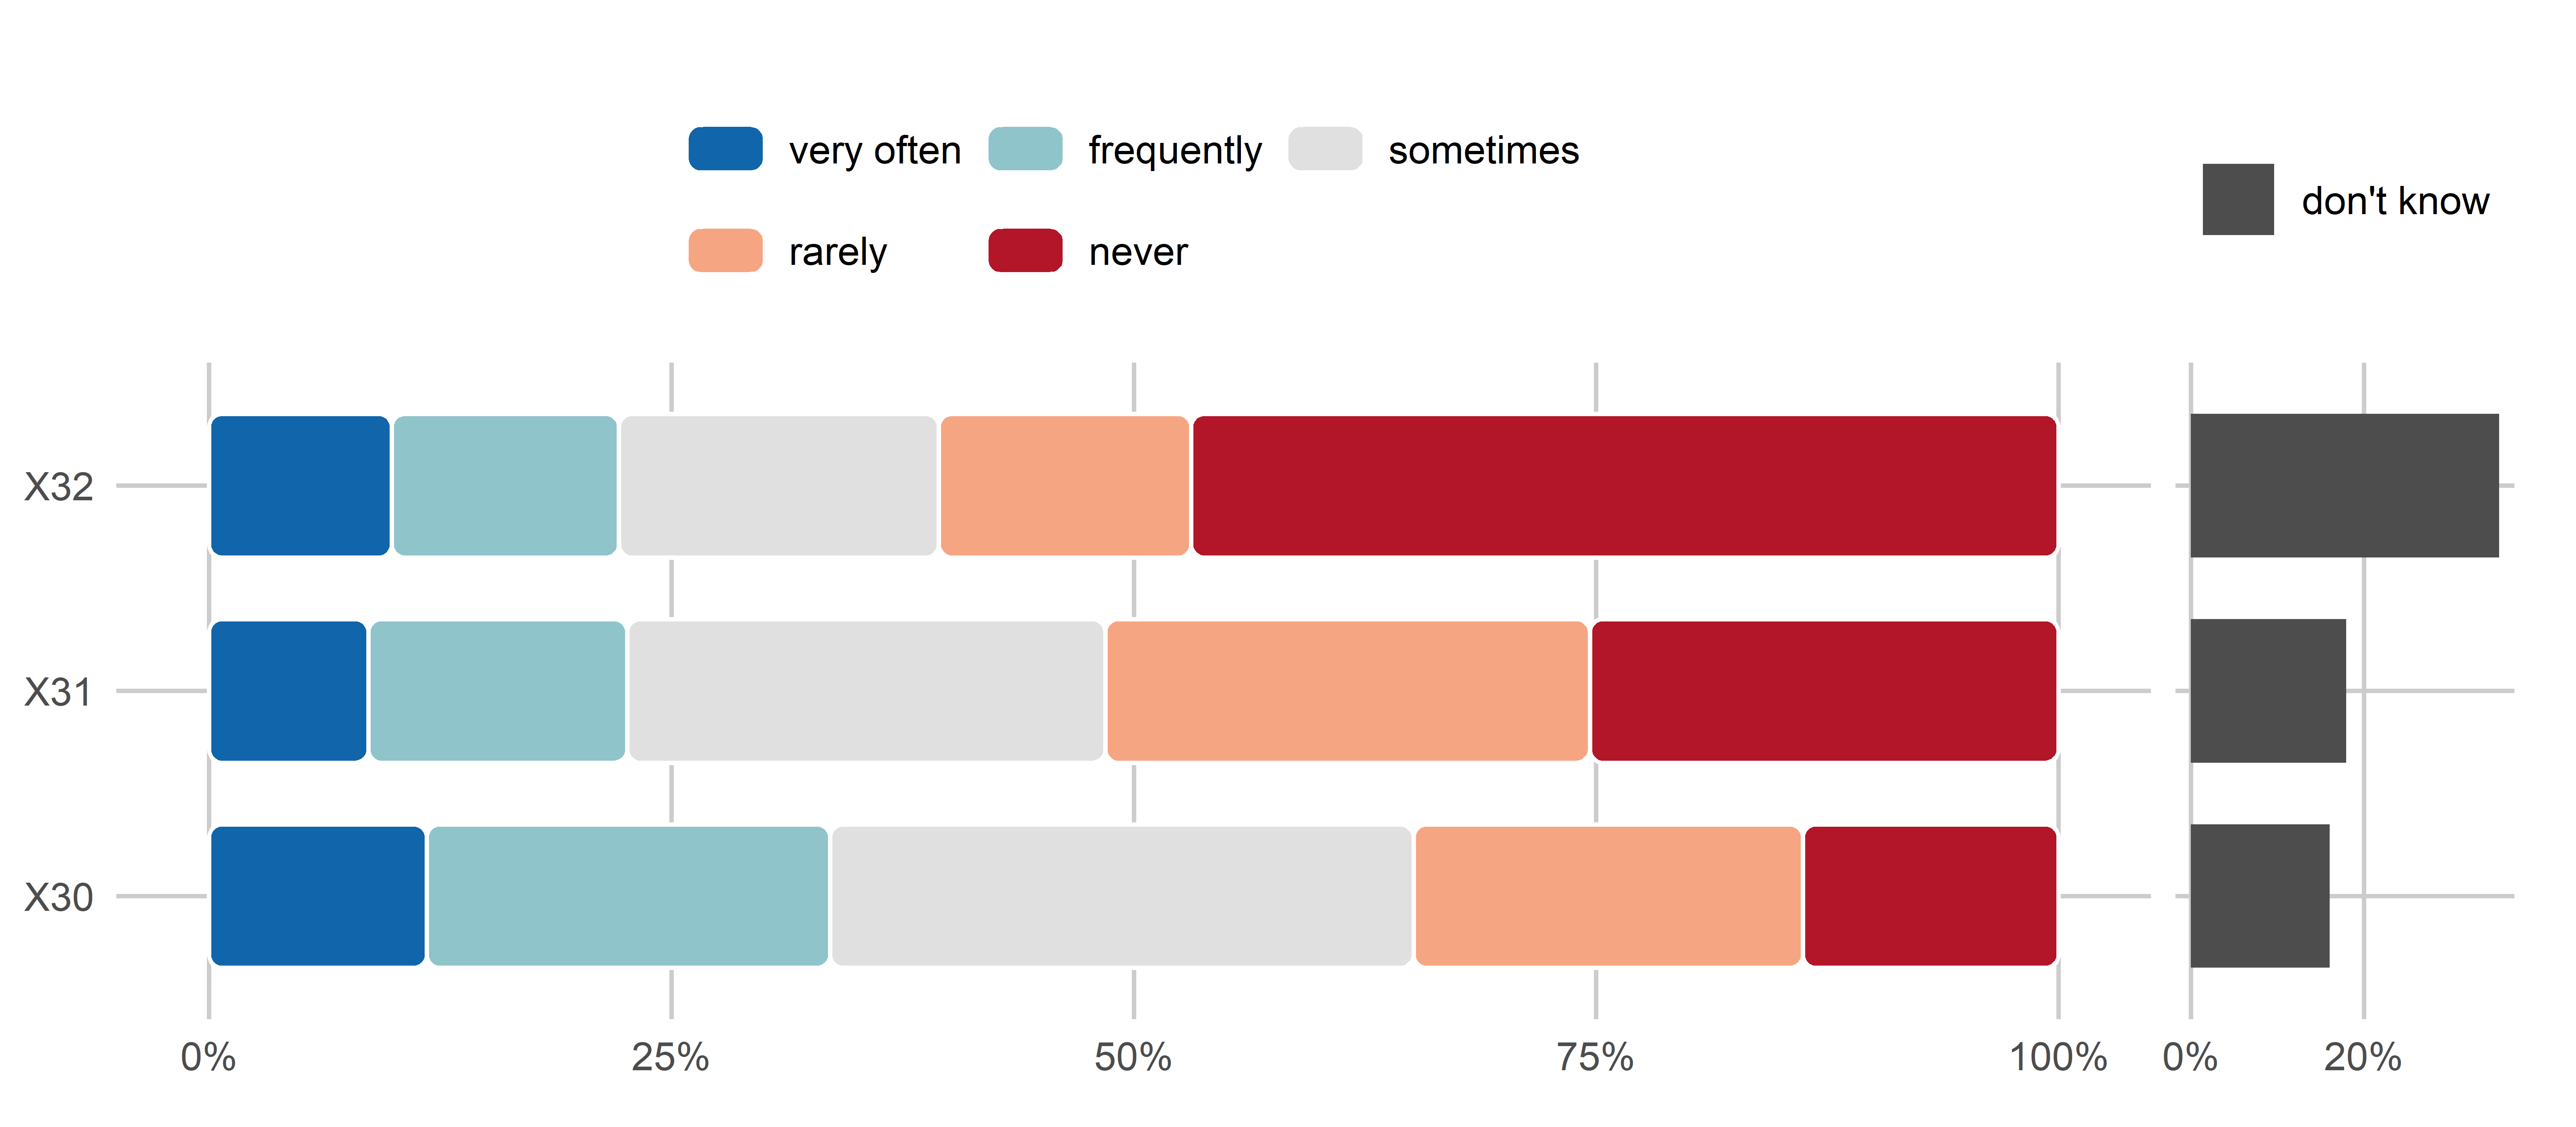 very often frequently sometimes
rarely never
don't know
X32
X31
X30
0% 25% 50% 75% 100% 0% 20%